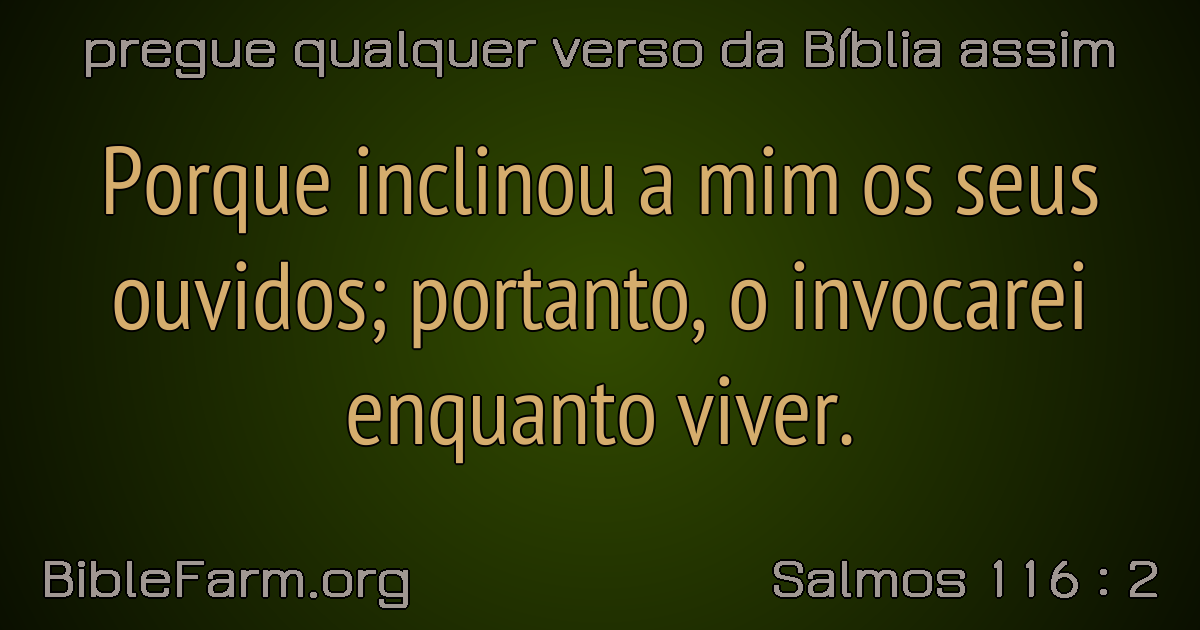 pregue qualquer verso da Bíblia assim
Porque inclinou a mim os seus
ouvidos; portanto, o invocarei
enquanto viver.
BibleFarm.org
Salmos 116 : 2